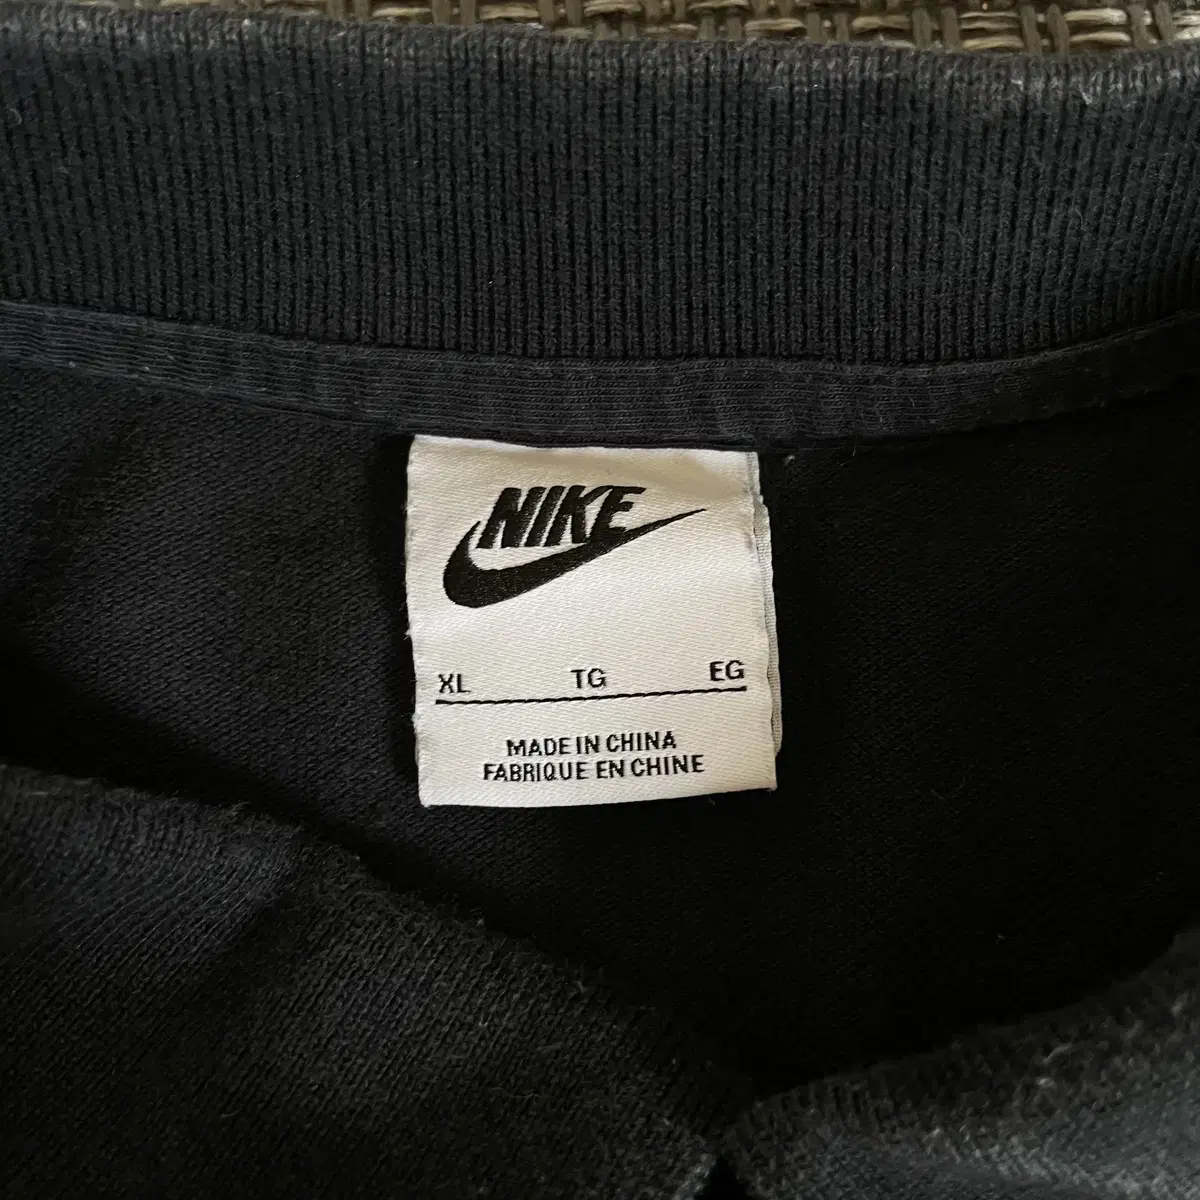 NIKE
XL TG EG
MADE IN CHINA
FABRIQUE EN CHINE